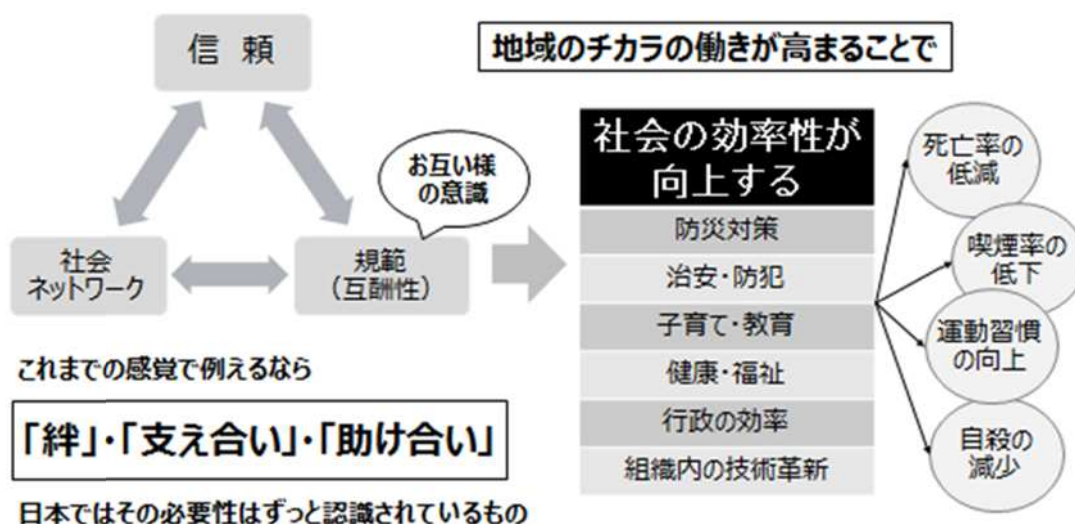 信 頼
社会
ネットワーク
規範
（互酬性）
お互い様
の意識
これまでの感覚で例えるなら
「絆」・「支え合い」・「助け合い」
日本ではその必要性はずっと認識されているもの
地域のチカラの働きが高まることで
社会の効率性が
向上する
防災対策
治安・防犯
子育て・教育
健康・福祉
行政の効率
組織内の技術革新
死亡率の
低減
喫煙率の
低下
運動習慣
の向上
自殺の
減少